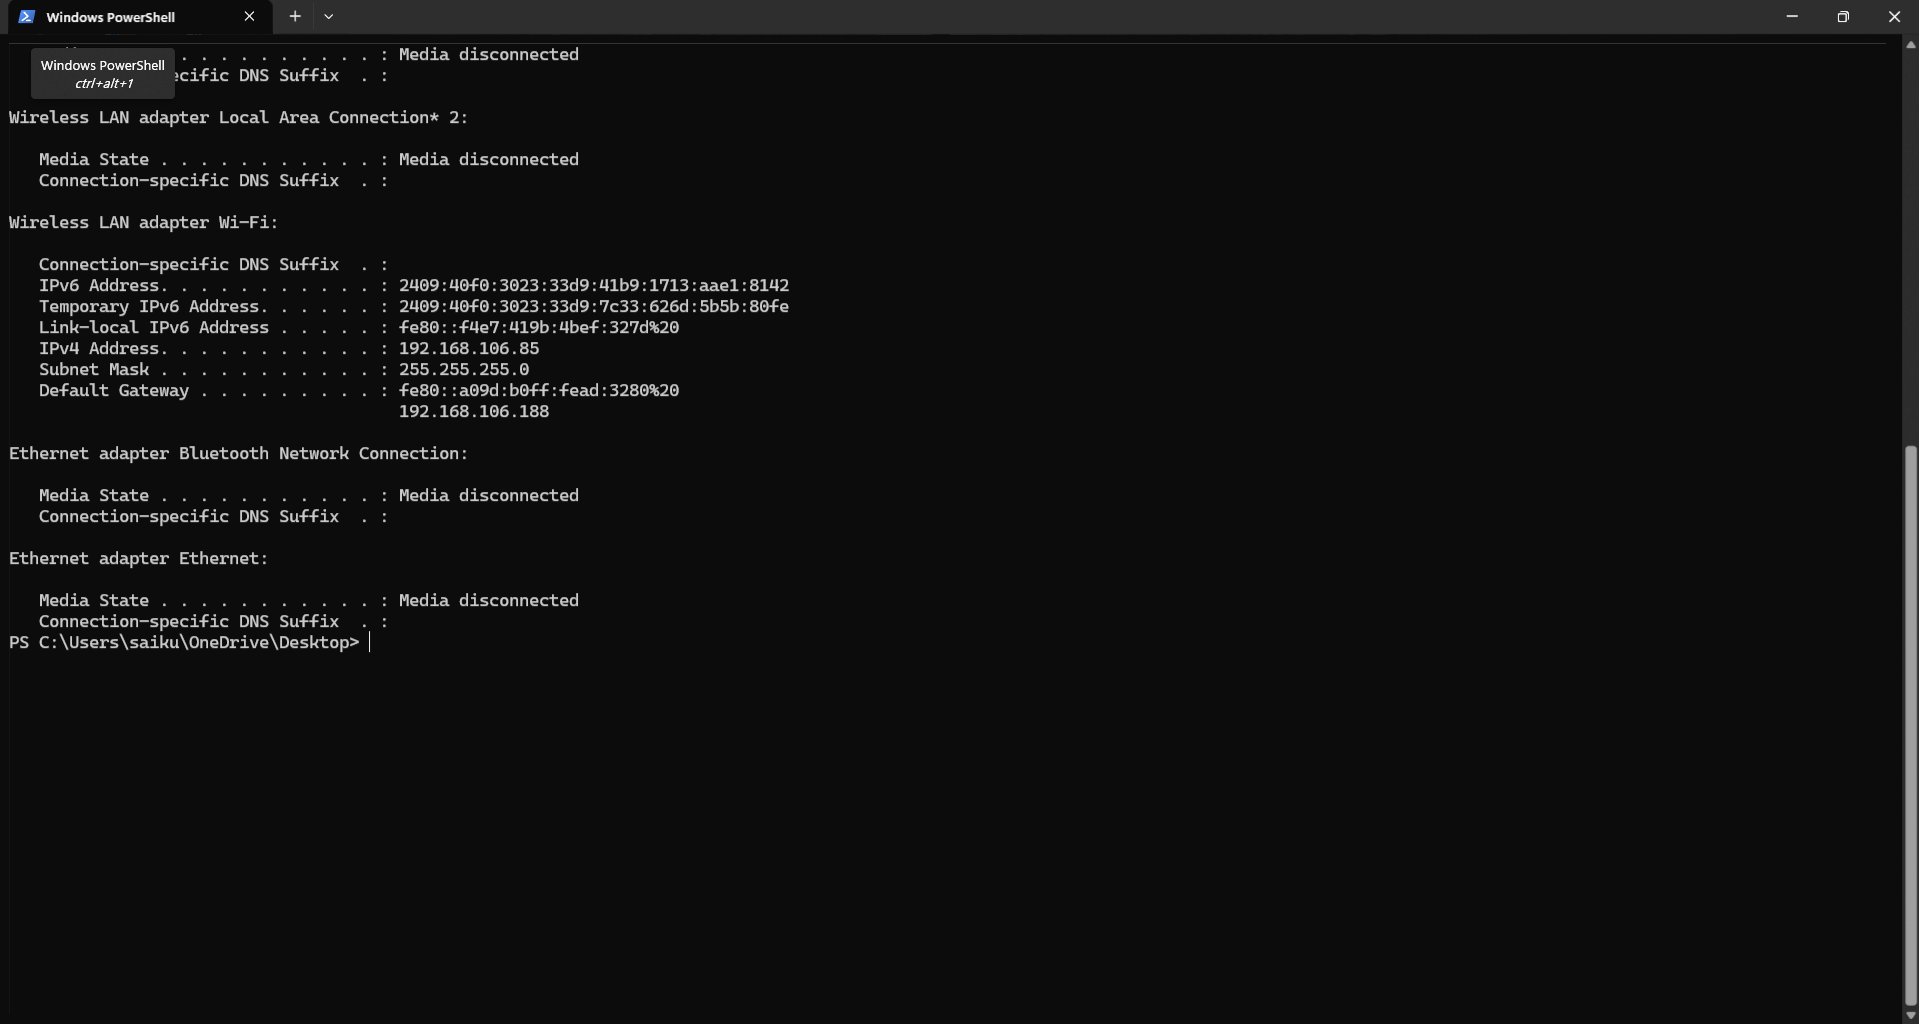 Windows PowerShell
. . . . . . . . . . : Media disconnected
Windows PowerShell
ctrl+alt+1
ecific DNS Suffix  . :
Wireless LAN adapter Local Area Connection* 2:
Media State . . . . . . . . . . . : Media disconnected
Connection-specific DNS Suffix  . :
Wireless LAN adapter Wi-Fi:
Connection-specific DNS Suffix  . :
IPv6 Address. . . . . . . . . . . : 2409:40f0:3023:33d9:41b9:1713:aae1:8142
Temporary IPv6 Address. . . . . . : 2409:40f0:3023:33d9:7c33:626d:5b5b:80fe
Link-local IPv6 Address . . . . . : fe80::f4e7:419b:4bef:327d%20
IPv4 Address. . . . . . . . . . . : 192.168.106.85
Subnet Mask . . . . . . . . . . . : 255.255.255.0
Default Gateway . . . . . . . . . : fe80::a09d:b0ff:fead:3280%20
192.168.106.188
Ethernet adapter Bluetooth Network Connection:
Media State . . . . . . . . . . . : Media disconnected
Connection-specific DNS Suffix  . :
Ethernet adapter Ethernet:
Media State . . . . . . . . . . . : Media disconnected
Connection-specific DNS Suffix  . :
PS C:\Users\saiku\OneDrive\Desktop>